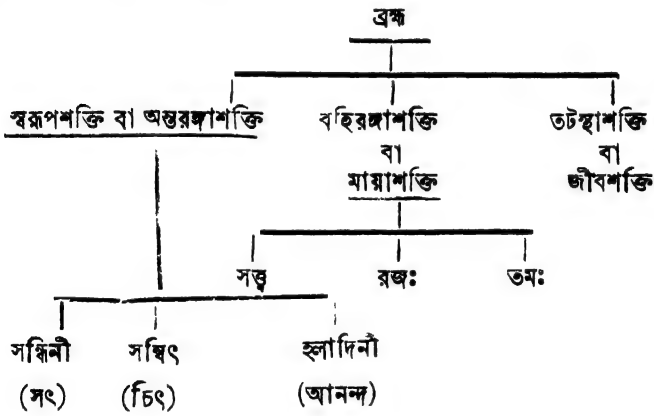 ব্রহ্ম
স্বরূপশক্তি বা অন্তরঙ্গাশক্তি বহিরঙ্গাশক্তি তটস্থাশক্তি
বা বা
মায়াশক্তি জীবশক্তি
সত্ত্ব রজঃ তমঃ
সন্ধিনী সম্বিৎ হ্লাদিনী
(সৎ) (চিৎ) (আনন্দ)